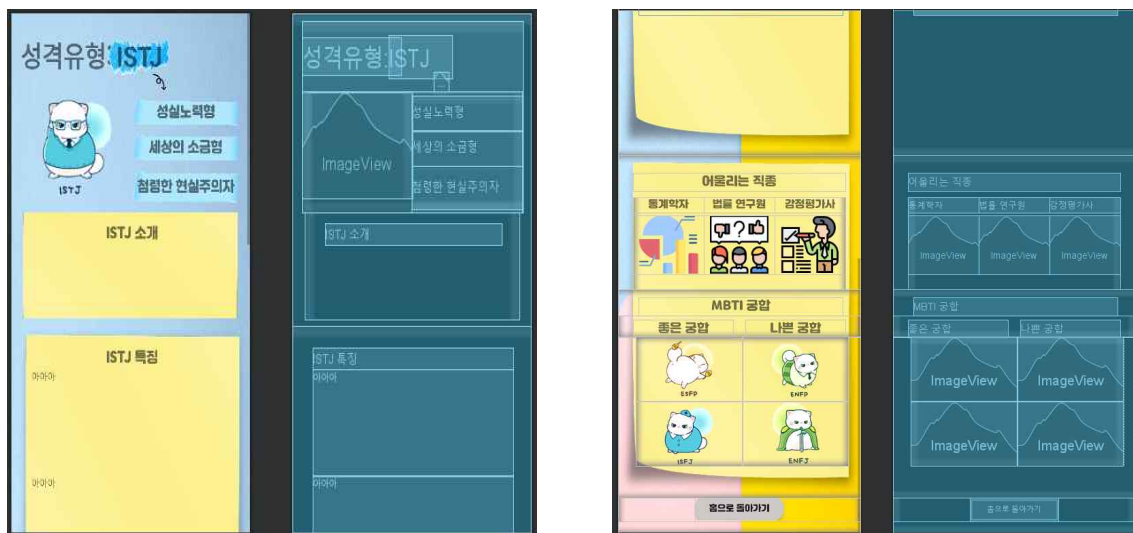 성격유형:ISTJ
성실노력형
세상의 소금형
첨령한 현실주의자
ISTJ
ISTJ 소개
ISTJ 특징
아아아
아아아
성격유형:ISTJ
ImageView
성실노력형
세상의 소금형
첨령한 현실주의자
ISTJ 소개
ISTJ 특징
아아아
아아아
어울리는 직종
통계학자 법률 연구원 감정평가사
MBTI 궁합
좋은 궁합 나쁜 궁합
ESFP ENFP
ISFJ ENFJ
홈으로 돌아가기
어울리는 직종
통계학자 법률 연구원 감정평가사
ImageView ImageView ImageView
MBTI 궁합
좋은 궁합 나쁜 궁합
ImageView ImageView
ImageView ImageView
홈으로 돌아가기